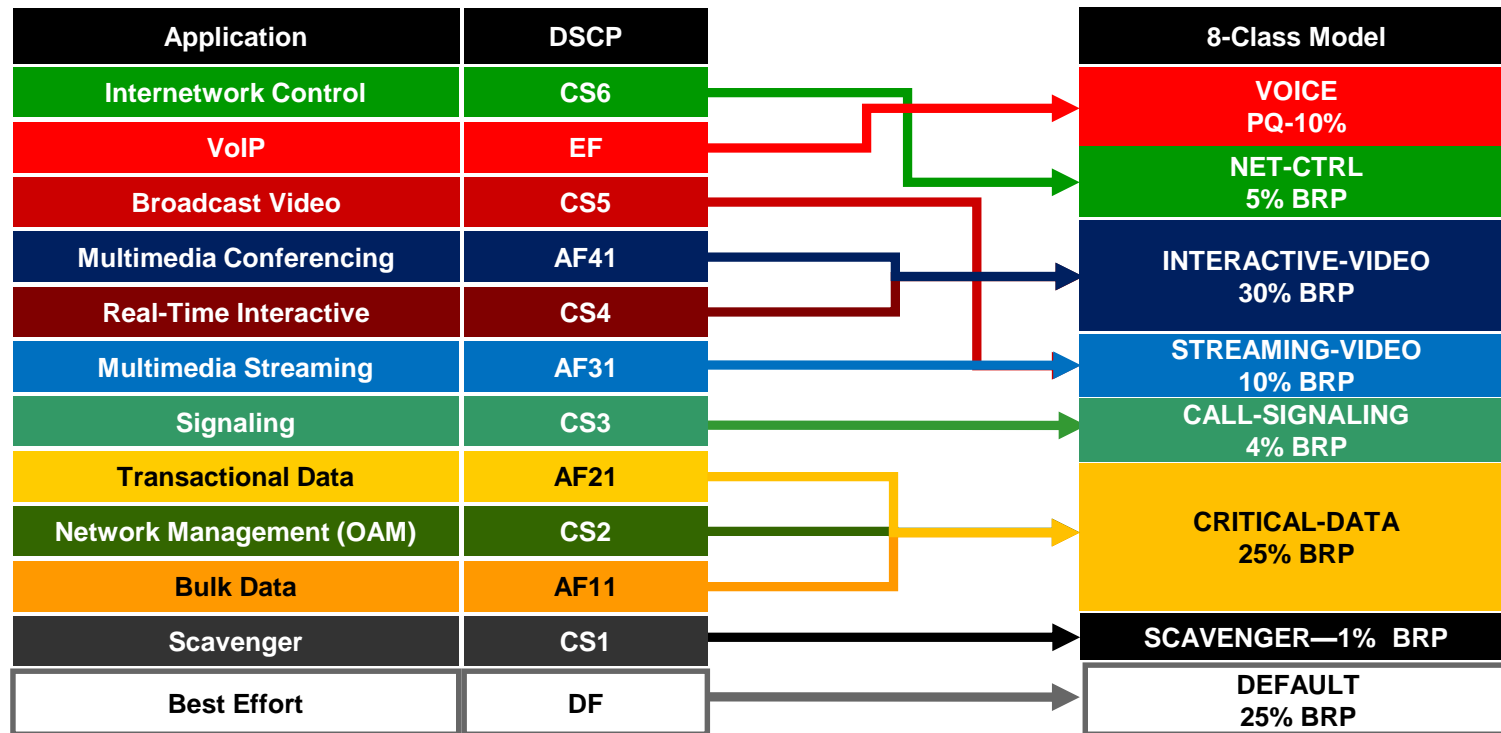 Application DSCP 8-Class Model
Internetwork Control CS6
VoIP EF
Broadcast Video CS5
Multimedia Conferencing AF41
Real-Time Interactive CS4
Multimedia Streaming AF31
Signaling CS3
Transactional Data AF21
Network Management (OAM) CS2
Bulk Data AF11
Scavenger CS1
Best Effort DF
VOICE
PQ-10%
NET-CTRL
5% BRP
INTERACTIVE-VIDEO
30% BRP
STREAMING-VIDEO
10% BRP
CALL-SIGNALING
4% BRP
CRITICAL-DATA
25% BRP
SCAVENGER—1% BRP
DEFAULT
25% BRP